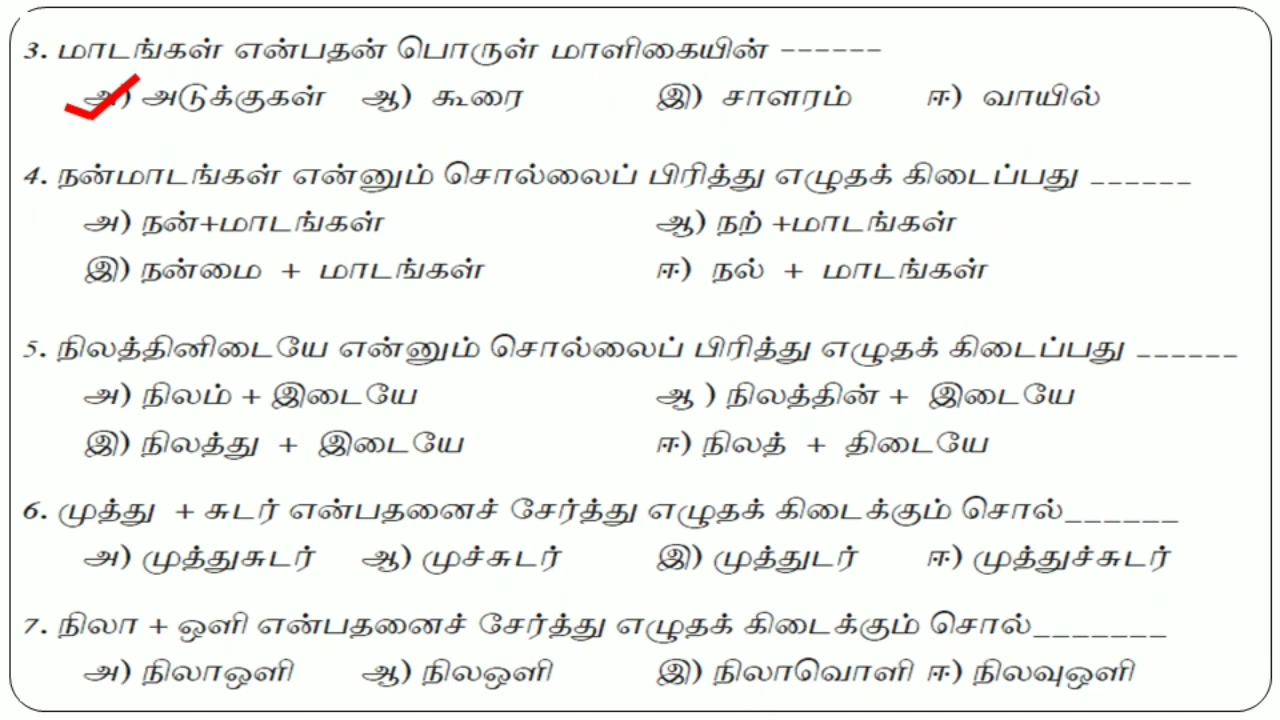 3. மாடங்கள் என்பதன் பொருள் மாளிகையின் ------
அ) அடுக்குகள் ஆ) கூரை இ) சாளரம் ஈ) வாயில்
4. நன்மாடங்கள் என்னும் சொல்லைப் பிரித்து எழுதக் கிடைப்பது ______
அ) நன்+மாடங்கள் ஆ) நற் +மாடங்கள்
இ) நன்மை + மாடங்கள் ஈ) நல் + மாடங்கள்
5. நிலத்தினிடையே என்னும் சொல்லைப் பிரித்து எழுதக் கிடைப்பது ______
அ) நிலம் + இடையே ஆ ) நிலத்தின் + இடையே
இ) நிலத்து + இடையே ஈ) நிலத் + திடையே
6. முத்து + சுடர் என்பதனைச் சேர்த்து எழுதக் கிடைக்கும் சொல்_______
அ) முத்துசுடர் ஆ) முச்சுடர் இ) முத்துடர் ஈ) முத்துச்சுடர்
7. நிலா + ஒளி என்பதனைச் சேர்த்து எழுதக் கிடைக்கும் சொல்________
அ) நிலாஒளி ஆ) நிலஒளி இ) நிலாவொளி ஈ) நிலவுஒளி